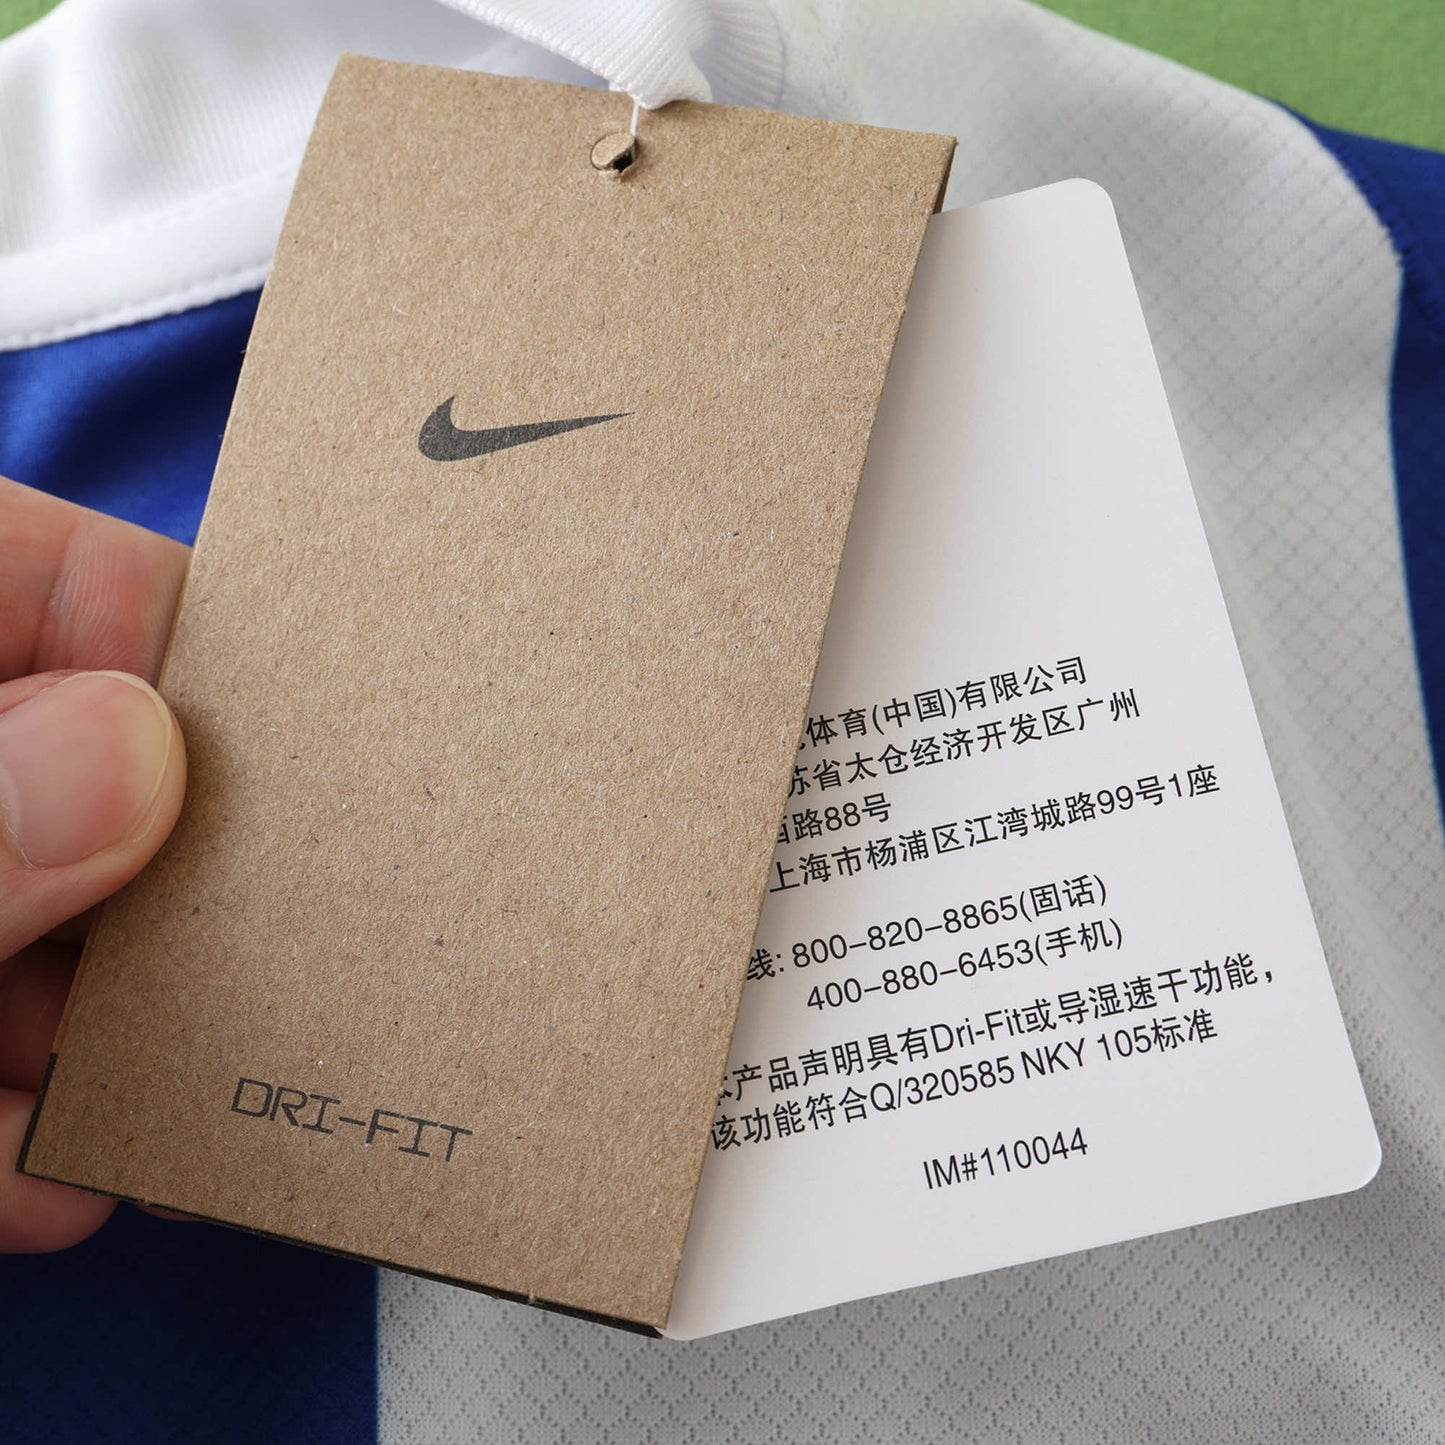 DRI-FIT
体育(中国)有限公司
苏省太仓经济开发区广州
西路88号
上海市杨浦区江湾城路99号1座
线: 800-820-8865(固话)
400-880-6453(手机)
本产品声明具有Dri-Fit或导湿速干功能，
该功能符合Q/320585 NKY 105标准
IM#110044